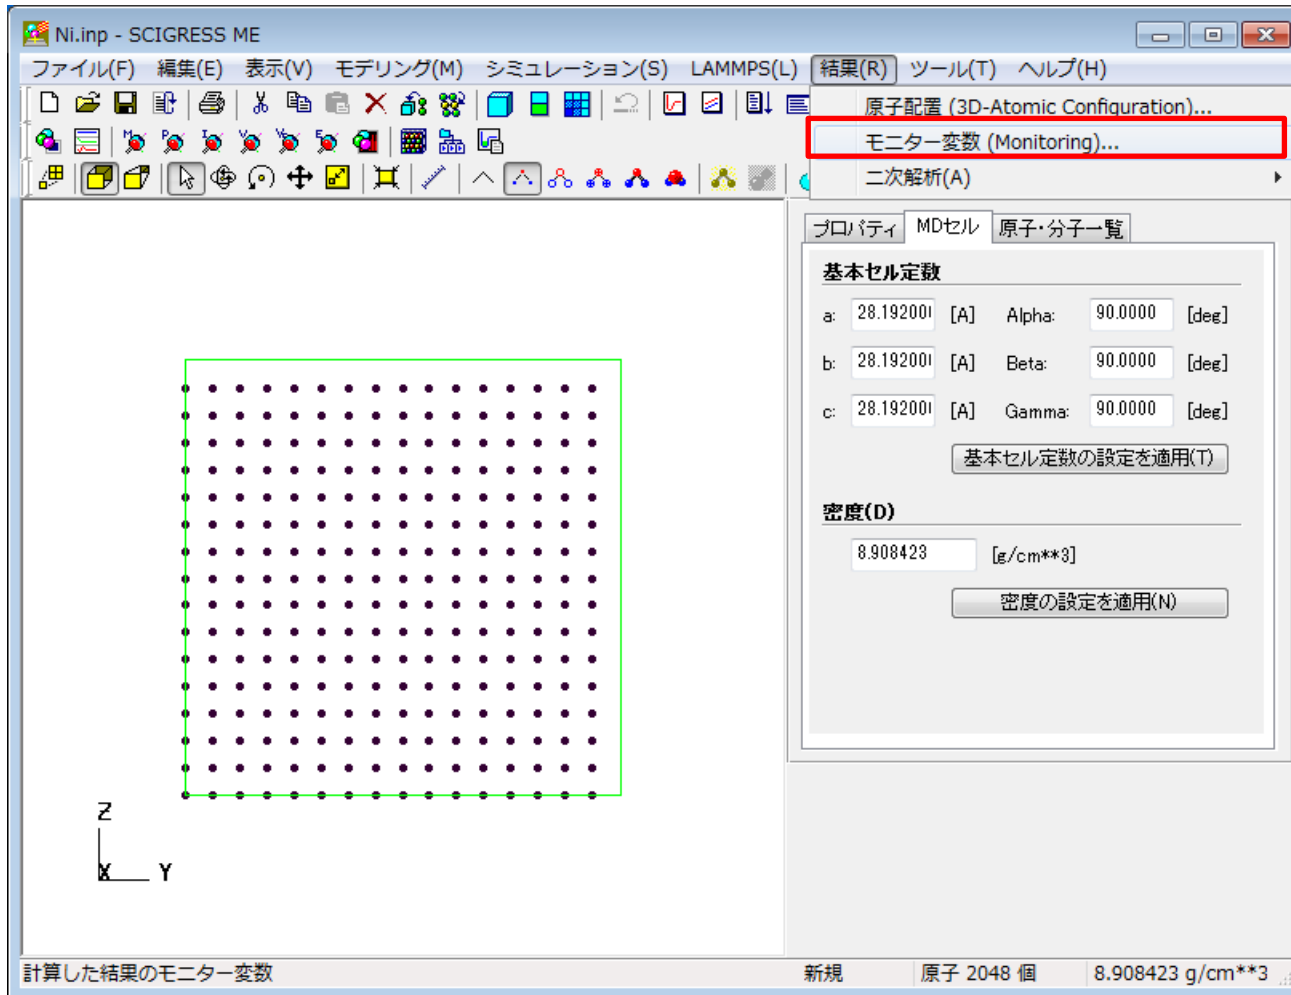 Ni.inp - SCIGRESS ME
ファイル(F) 編集(E) 表示(V) モデリング(M) シミュレーション(S) LAMMPS(L) 結果(R) ツール(T) ヘルプ(H)
原子配置 (3D-Atomic Configuration)...
モニター変数 (Monitoring)...
二次解析(A)
プロパティ MDセル 原子・分子一覧
基本セル定数
a: 28.19200 [A] Alpha: 90.0000 [deg]
b: 28.19200 [A] Beta: 90.0000 [deg]
c: 28.19200 [A] Gamma: 90.0000 [deg]
基本セル定数の設定を適用(T)
密度(D)
8.908423 [g/cm**3]
密度の設定を適用(N)
Z
X Y
計算した結果のモニター変数 新規 原子 2048 個 8.908423 g/cm**3